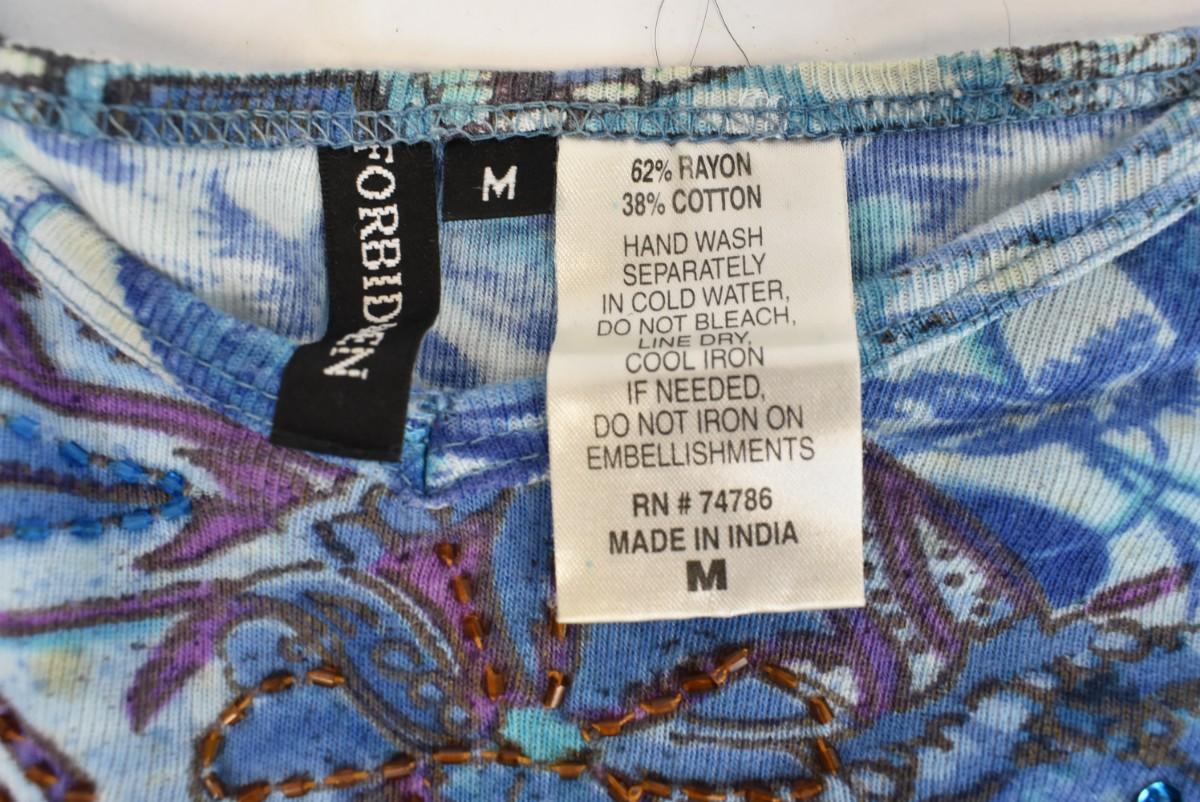 FORBIDEN
M
62% RAYON
38% COTTON
HAND WASH
SEPARATELY
IN COLD WATER,
DO NOT BLEACH,
LINE DRY,
COOL IRON
IF NEEDED,
DO NOT IRON ON
EMBELLISHMENTS
RN # 74786
MADE IN INDIA
M